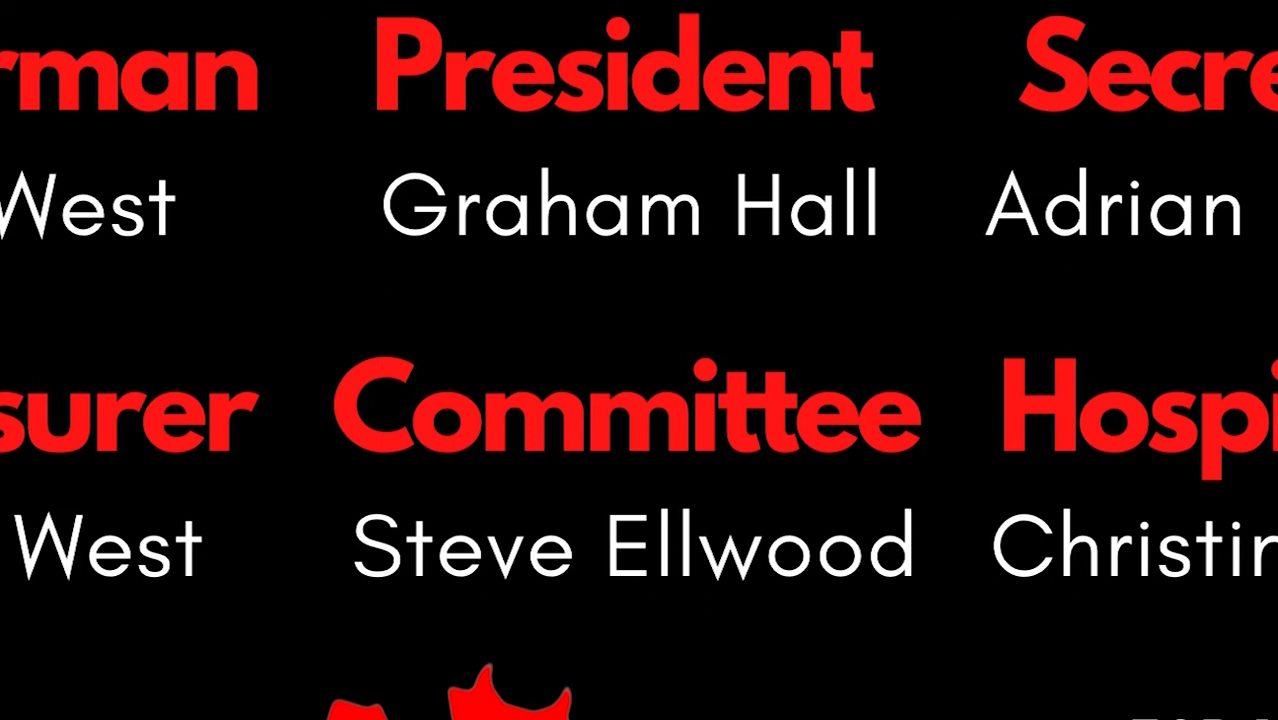 rman President Secre
West Graham Hall Adrian
surer Committee Hospi
West Steve Ellwood Christin